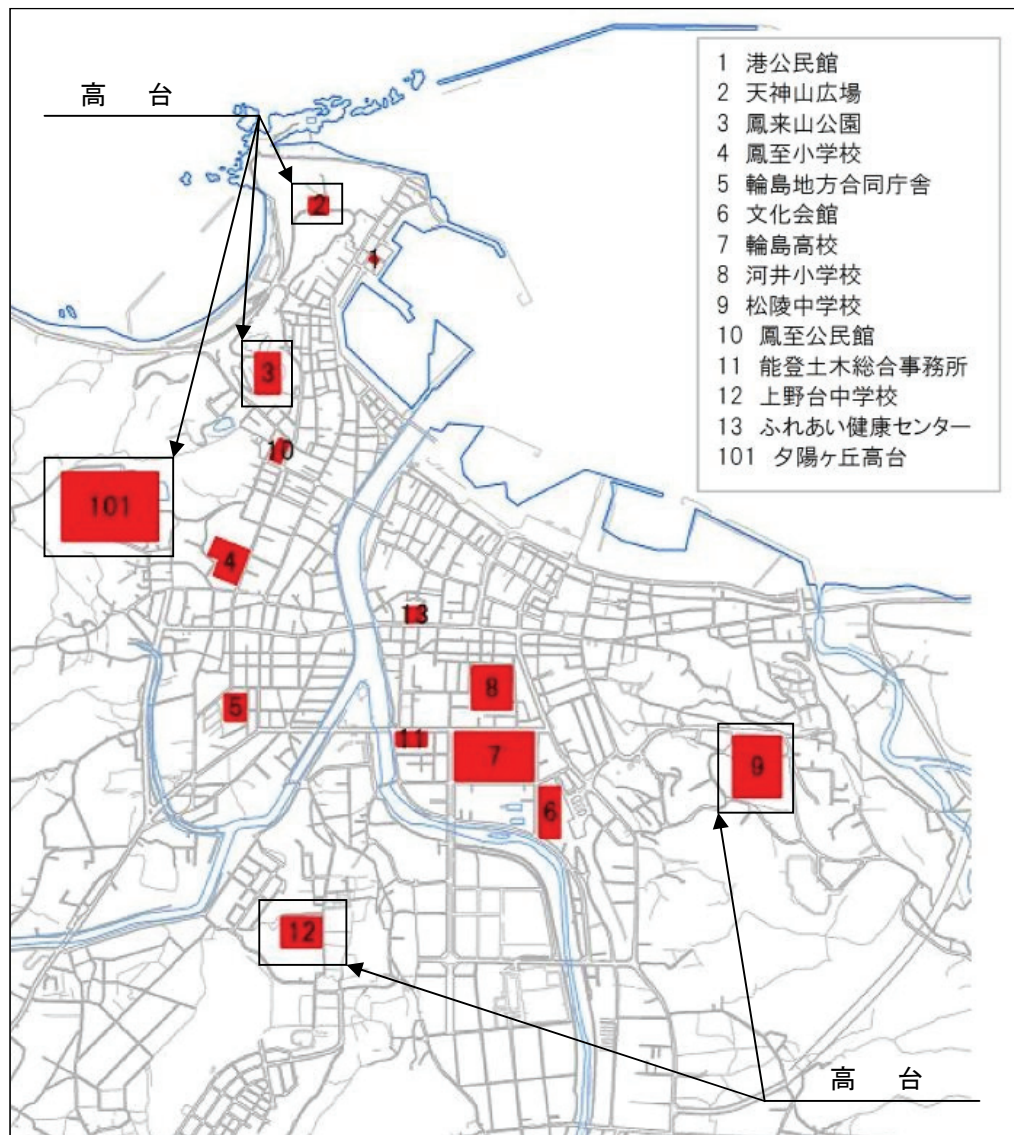 高 台
1 港公民館
2 天神山広場
3 鳳来山公園
4 鳳至小学校
5 輪島地方合同庁舎
6 文化会館
7 輪島高校
8 河井小学校
9 松陵中学校
10 鳳至公民館
11 能登土木総合事務所
12 上野台中学校
13 ふれあい健康センター
101 夕陽ヶ丘高台
2
1
3
10
101
4
13
8
5
11
7
9
6
12
高 台